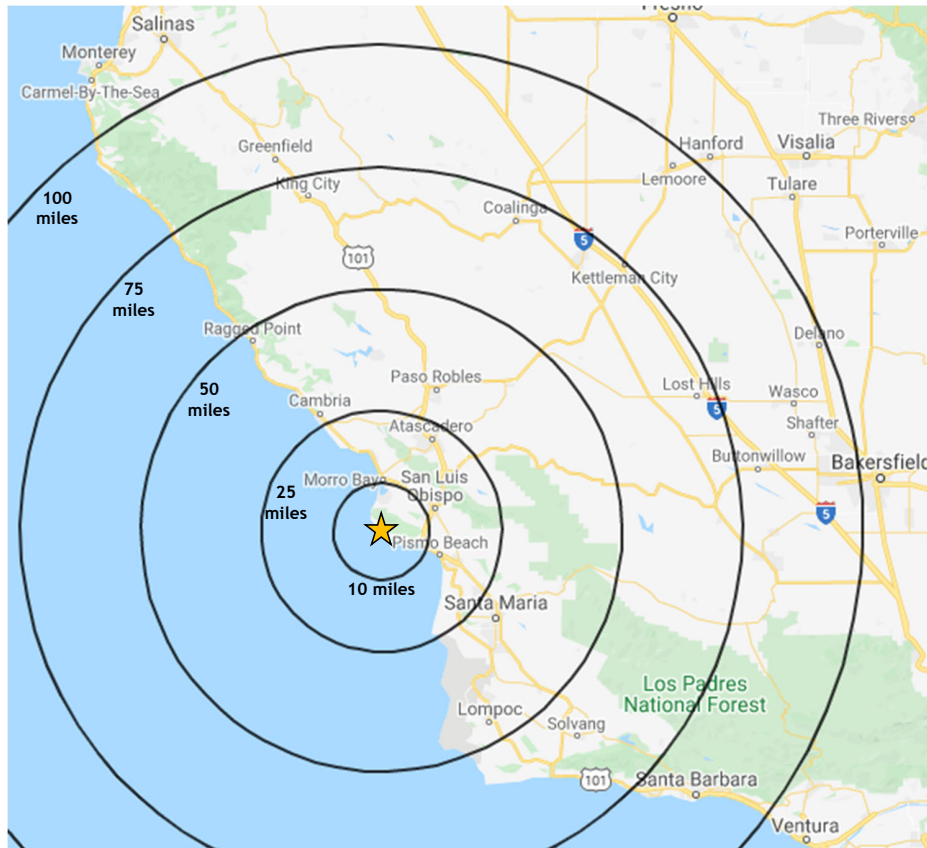 Fresno
Salinas
Monterey
Carmel-By-The-Sea
Three Rivers
Greenfield
Hanford
Visalia
Lemoore
King City
Tulare
100
miles
Coalinga
Porterville
5
101
Kettleman City
75
miles
Ragged Point
Delano
50
miles
Paso Robles
Lost Hills
Wasco
Cambria
5
Shafter
Atascadero
Buttonwillow
Bakersfield
Morro Bay
San Luis
Obispo
25
miles
5
Pismo Beach
10 miles
Santa Maria
Los Padres
National Forest
Lompoc
Solvang
101
Santa Barbara
Ventura